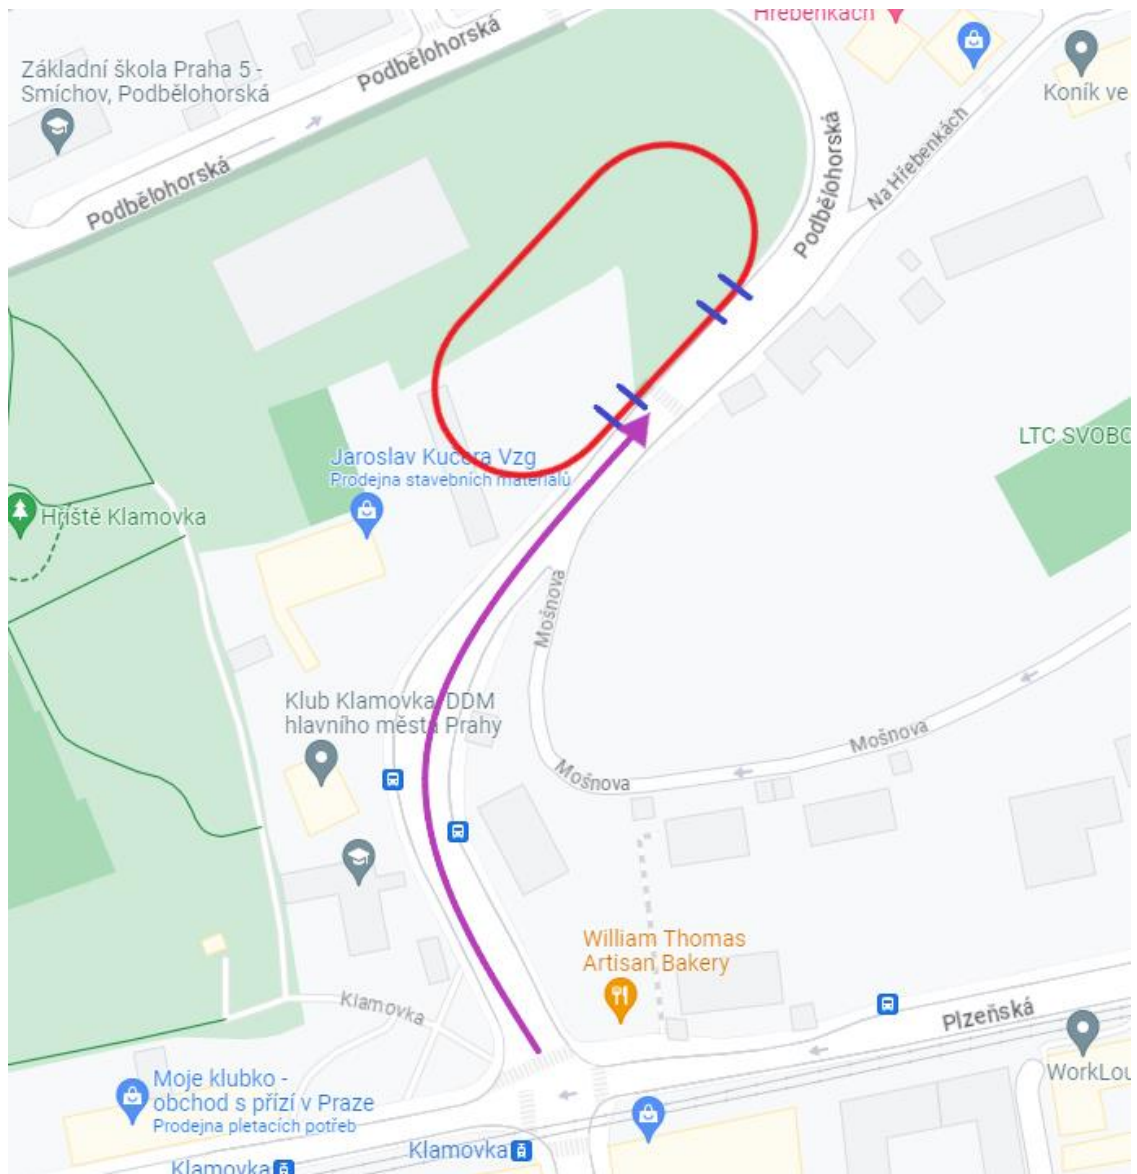 Hřebenkách
Podbělohorská
Základní škola Praha 5 -
Smíchov, Podbělohorská
Koník ve
Podbělohorská
Na Hřebenkách
Podbělohorská
LTC SVOBO
Jaroslav Kučera Vzg
Prodejna stavebních materiálů
Hřiště Klamovka
Mošnova
Klub Klamovka, DDM
hlavního města Prahy
Mošnova
Mošnova
William Thomas
Artisan Bakery
Klamovka
Plzeňská
WorkLou
Moje klubko -
obchod s přízí v Praze
Prodejna pletacích potřeb
Klamovka
Klamovka